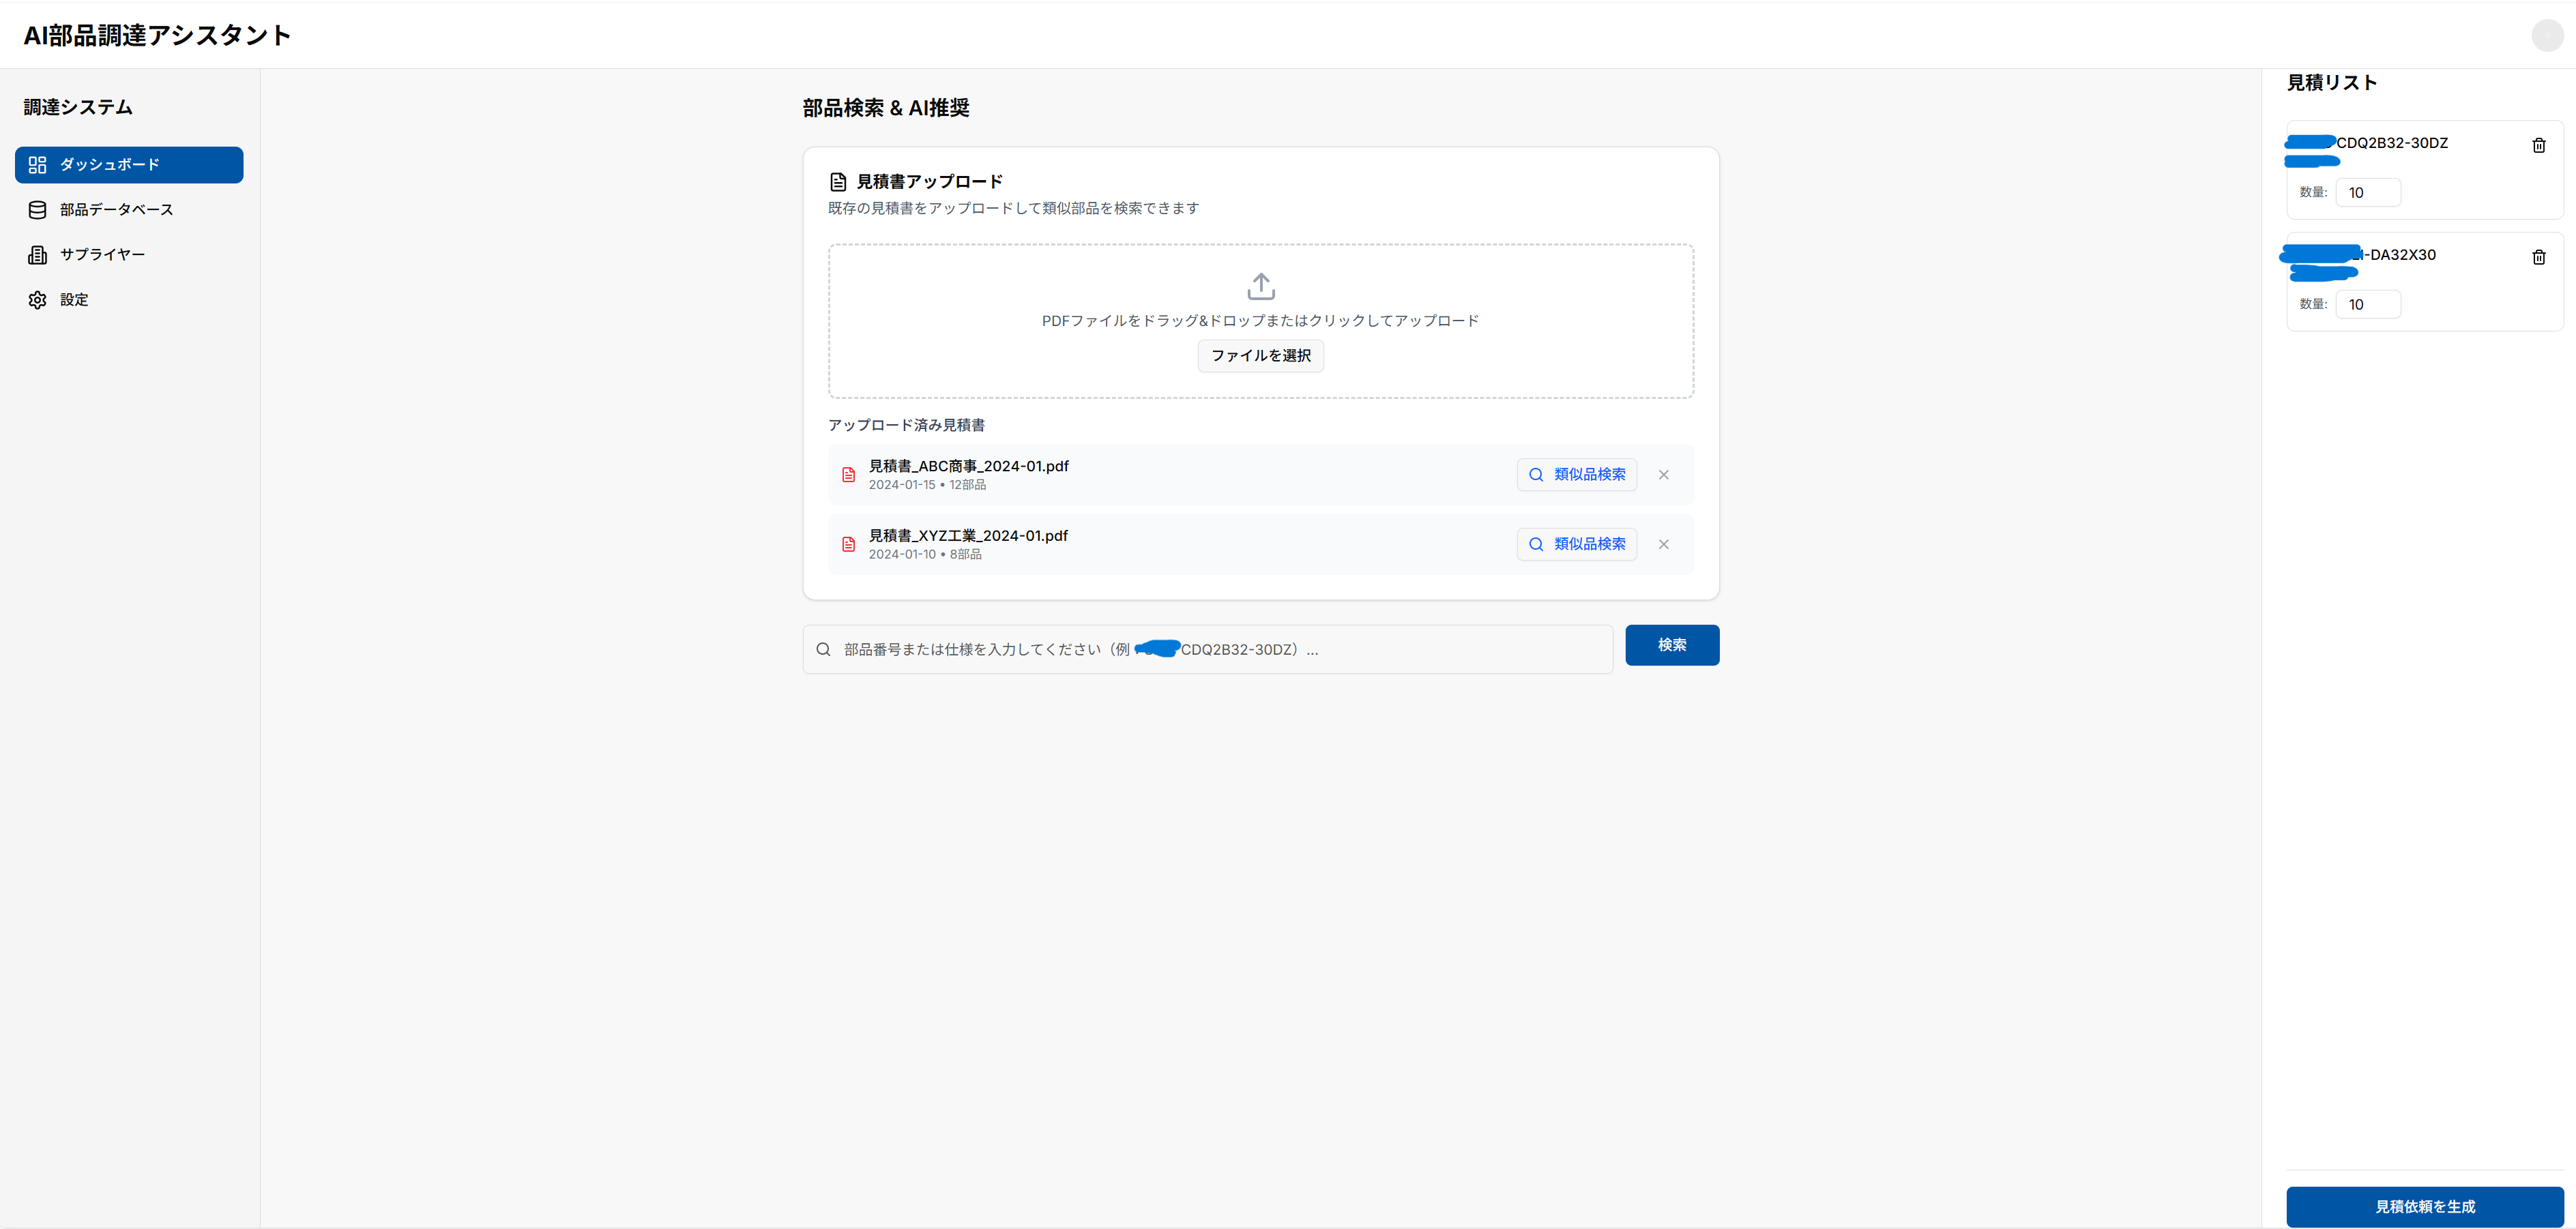 AI部品調達アシスタント
調達システム
ダッシュボード
部品データベース
サプライヤー
設定
部品検索 & AI推奨
見積書アップロード
既存の見積書をアップロードして類似部品を検索できます
PDFファイルをドラッグ&ドロップまたはクリックしてアップロード
ファイルを選択
アップロード済み見積書
見積書_ABC商事_2024-01.pdf
2024-01-15 • 12部品
類似品検索
見積書_XYZ工業_2024-01.pdf
2024-01-10 • 8部品
類似品検索
部品番号または仕様を入力してください（例 CDQ2B32-30DZ）...
検索
見積リスト
CDQ2B32-30DZ
数量: 10
-DA32X30
数量: 10
見積依頼を生成